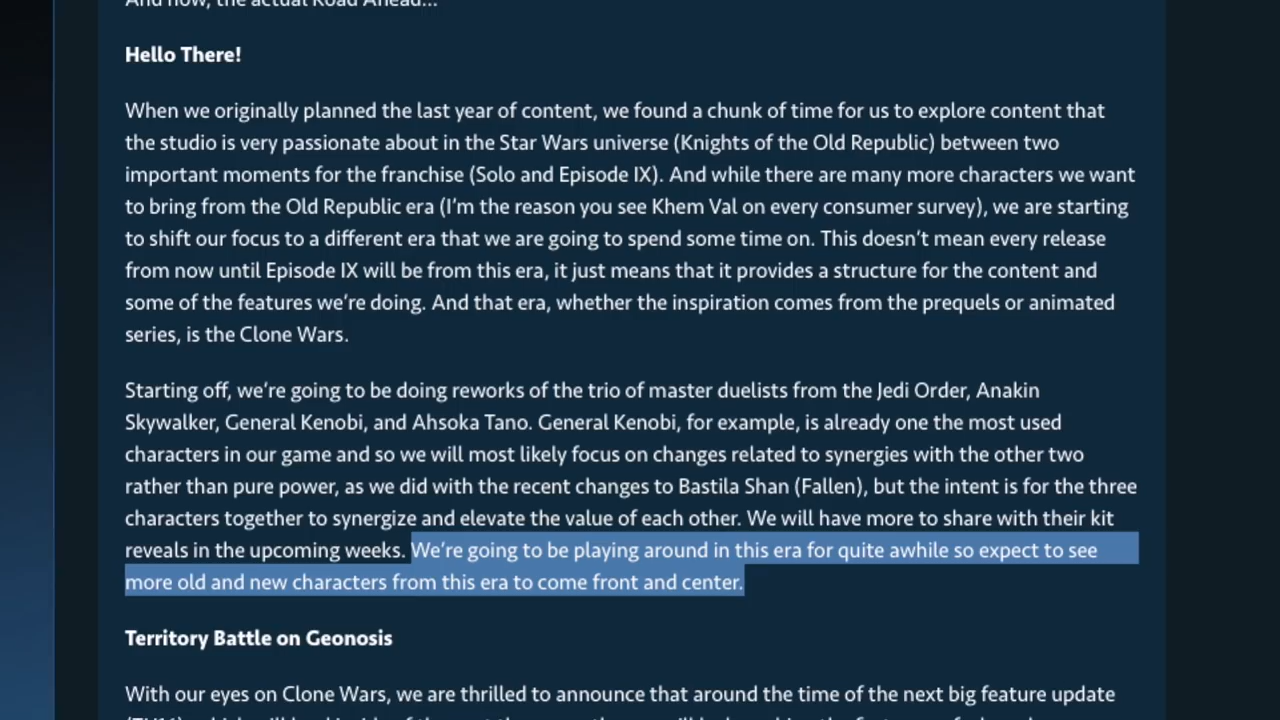 And now, the actual Road Ahead...
Hello There!
When we originally planned the last year of content, we found a chunk of time for us to explore content that
the studio is very passionate about in the Star Wars universe (Knights of the Old Republic) between two
important moments for the franchise (Solo and Episode IX). And while there are many more characters we want
to bring from the Old Republic era (I’m the reason you see Khem Val on every consumer survey), we are starting
to shift our focus to a different era that we are going to spend some time on. This doesn’t mean every release
from now until Episode IX will be from this era, it just means that it provides a structure for the content and
some of the features we’re doing. And that era, whether the inspiration comes from the prequels or animated
series, is the Clone Wars.
Starting off, we’re going to be doing reworks of the trio of master duelists from the Jedi Order, Anakin
Skywalker, General Kenobi, and Ahsoka Tano. General Kenobi, for example, is already one the most used
characters in our game and so we will most likely focus on changes related to synergies with the other two
rather than pure power, as we did with the recent changes to Bastila Shan (Fallen), but the intent is for the three
characters together to synergize and elevate the value of each other. We will have more to share with their kit
reveals in the upcoming weeks. We’re going to be playing around in this era for quite awhile so expect to see
more old and new characters from this era to come front and center.
Territory Battle on Geonosis
With our eyes on Clone Wars, we are thrilled to announce that around the time of the next big feature update